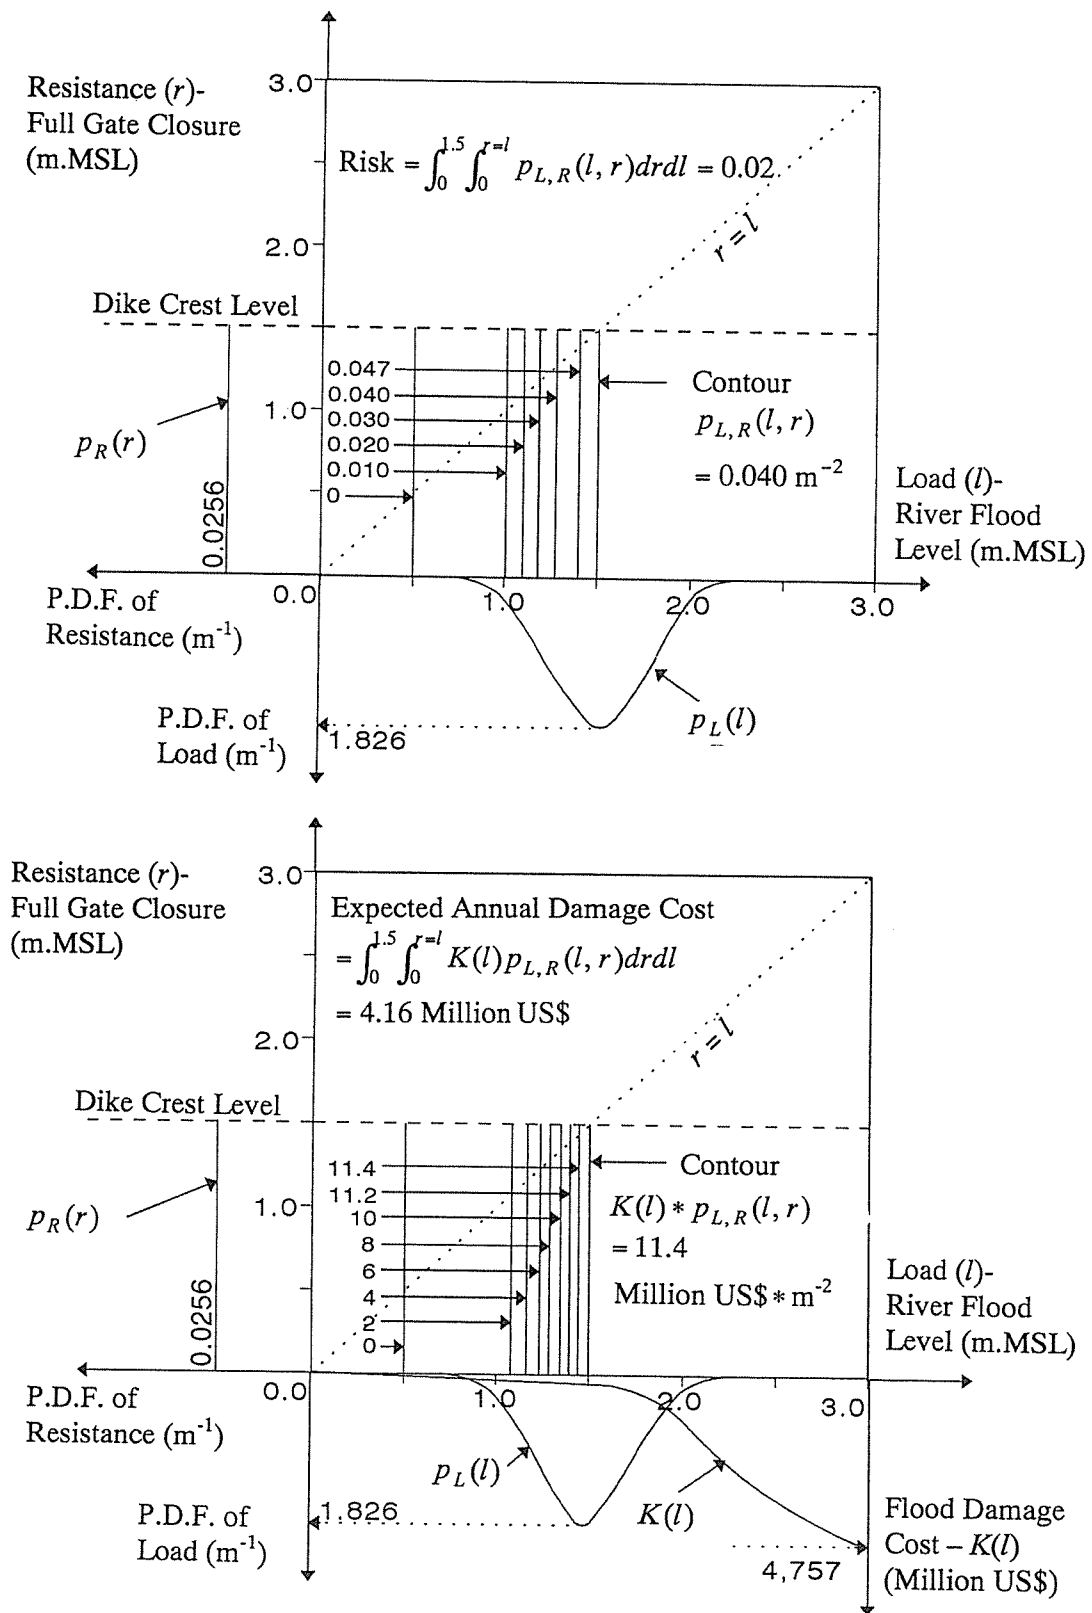 Resistance (r)-
Full Gate Closure
(m.MSL)
3.0
Risk = ∫₀^1.5 ∫₀^r=l p_L,R(l, r)drdl = 0.02
r = l
2.0
Dike Crest Level
0.047
0.040
0.030
0.020
0.010
0
1.0
p_R(r)
0.0256
Contour
p_L,R(l, r)
= 0.040 m⁻²
Load (l)-
River Flood
Level (m.MSL)
0.0
1.0
2.0
3.0
P.D.F. of
Resistance (m⁻¹)
P.D.F. of
Load (m⁻¹)
1.826
p_L(l)
Resistance (r)-
Full Gate Closure
(m.MSL)
3.0
Expected Annual Damage Cost
= ∫₀^1.5 ∫₀^r=l K(l)p_L,R(l, r)drdl
= 4.16 Million US$
r = l
2.0
Dike Crest Level
11.4
11.2
10
8
6
4
2
0
1.0
p_R(r)
0.0256
Contour
K(l) * p_L,R(l, r)
= 11.4
Million US$ * m⁻²
Load (l)-
River Flood
Level (m.MSL)
0.0
1.0
2.0
3.0
P.D.F. of
Resistance (m⁻¹)
p_L(l)
K(l)
P.D.F. of
Load (m⁻¹)
1.826
4,757
Flood Damage
Cost – K(l)
(Million US$)